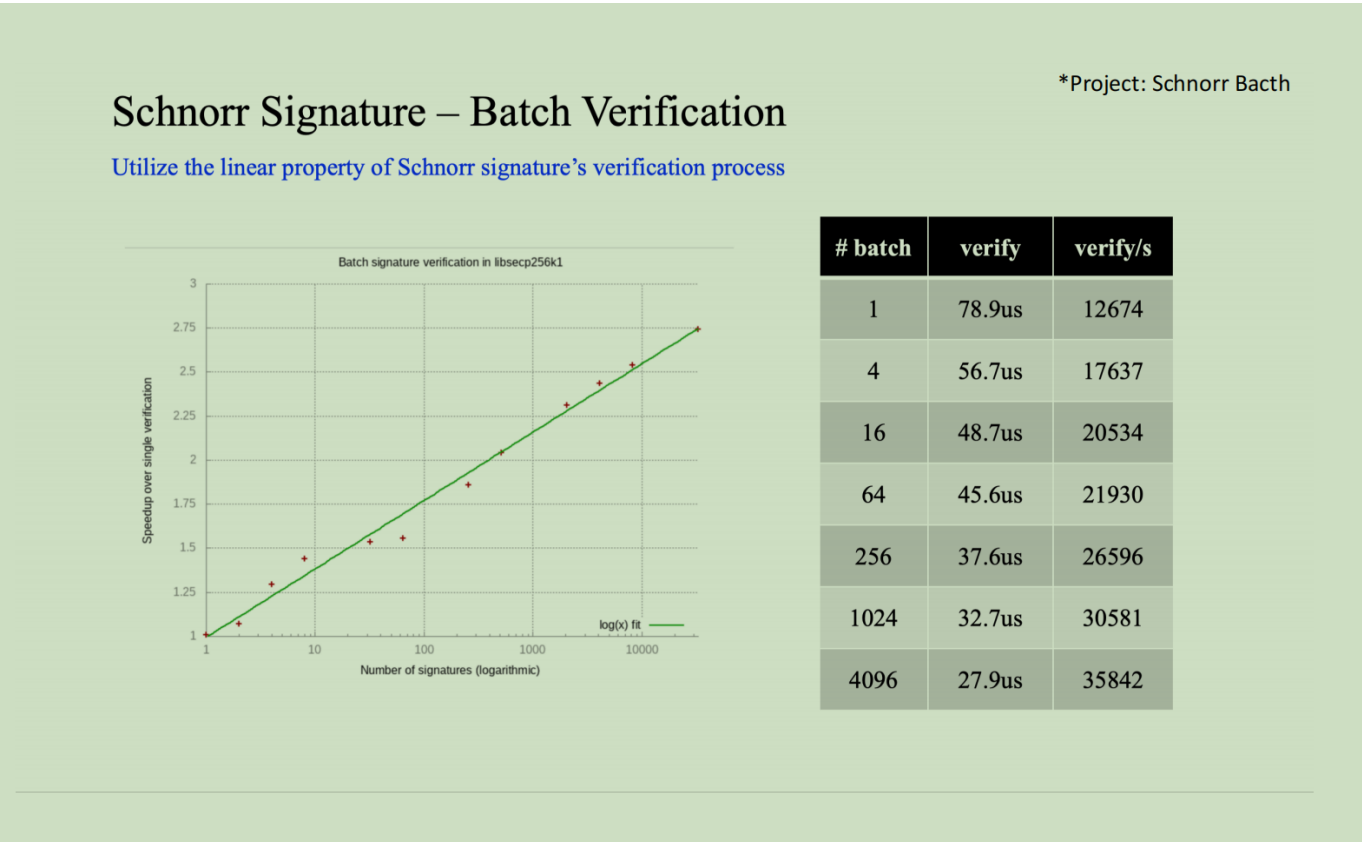 *Project: Schnorr Bacth
Schnorr Signature – Batch Verification
Utilize the linear property of Schnorr signature’s verification process
Batch signature verification in libsecp256k1
Speedup over single verification
3
2.75
2.5
2.25
2
1.75
1.5
1.25
1
log(x) fit
1 10 100 1000 10000
Number of signatures (logarithmic)
# batch verify verify/s
1 78.9us 12674
4 56.7us 17637
16 48.7us 20534
64 45.6us 21930
256 37.6us 26596
1024 32.7us 30581
4096 27.9us 35842